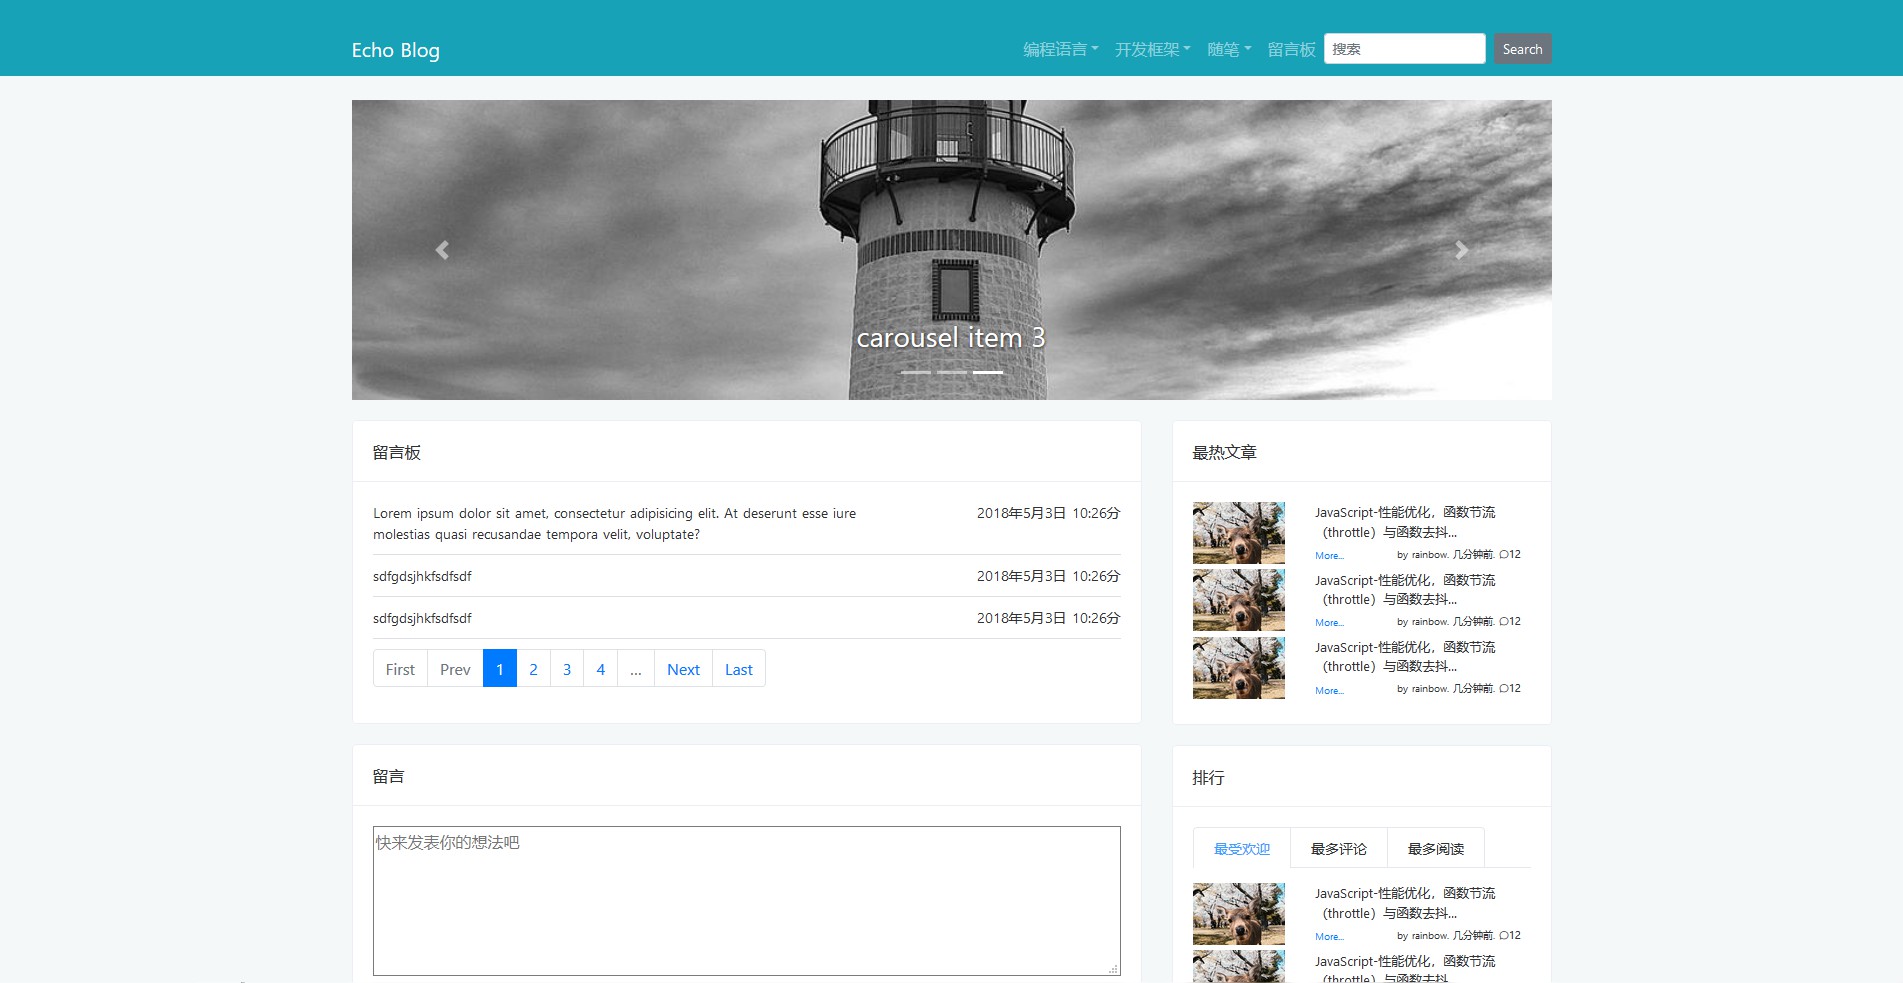 Echo Blog
编程语言 开发框架 随笔 留言板 搜索 Search
carousel item 3
留言板
Lorem ipsum dolor sit amet, consectetur adipisicing elit. At deserunt esse iure
molestias quasi recusandae tempora velit, voluptate?
2018年5月3日 10:26分
sdfgdsjhkfsdfsdf
2018年5月3日 10:26分
sdfgdsjhkfsdfsdf
2018年5月3日 10:26分
First Prev 1 2 3 4 ... Next Last
留言
快来发表你的想法吧
最热文章
JavaScript-性能优化，函数节流
（throttle）与函数去抖...
More... by rainbow. 几分钟前. 12
JavaScript-性能优化，函数节流
（throttle）与函数去抖...
More... by rainbow. 几分钟前. 12
JavaScript-性能优化，函数节流
（throttle）与函数去抖...
More... by rainbow. 几分钟前. 12
排行
最受欢迎 最多评论 最多阅读
JavaScript-性能优化，函数节流
（throttle）与函数去抖...
More... by rainbow. 几分钟前. 12
JavaScript-性能优化，函数节流
（throttle）与函数去抖...